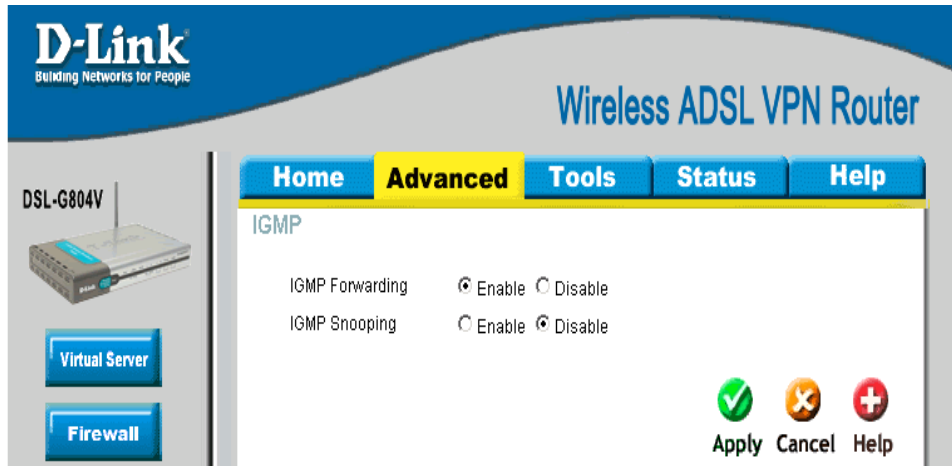 D-Link
Building Networks for People
Wireless ADSL VPN Router
DSL-G804V
Home Advanced Tools Status Help
IGMP
IGMP Forwarding Enable Disable
IGMP Snooping Enable Disable
Virtual Server
Firewall
Apply Cancel Help